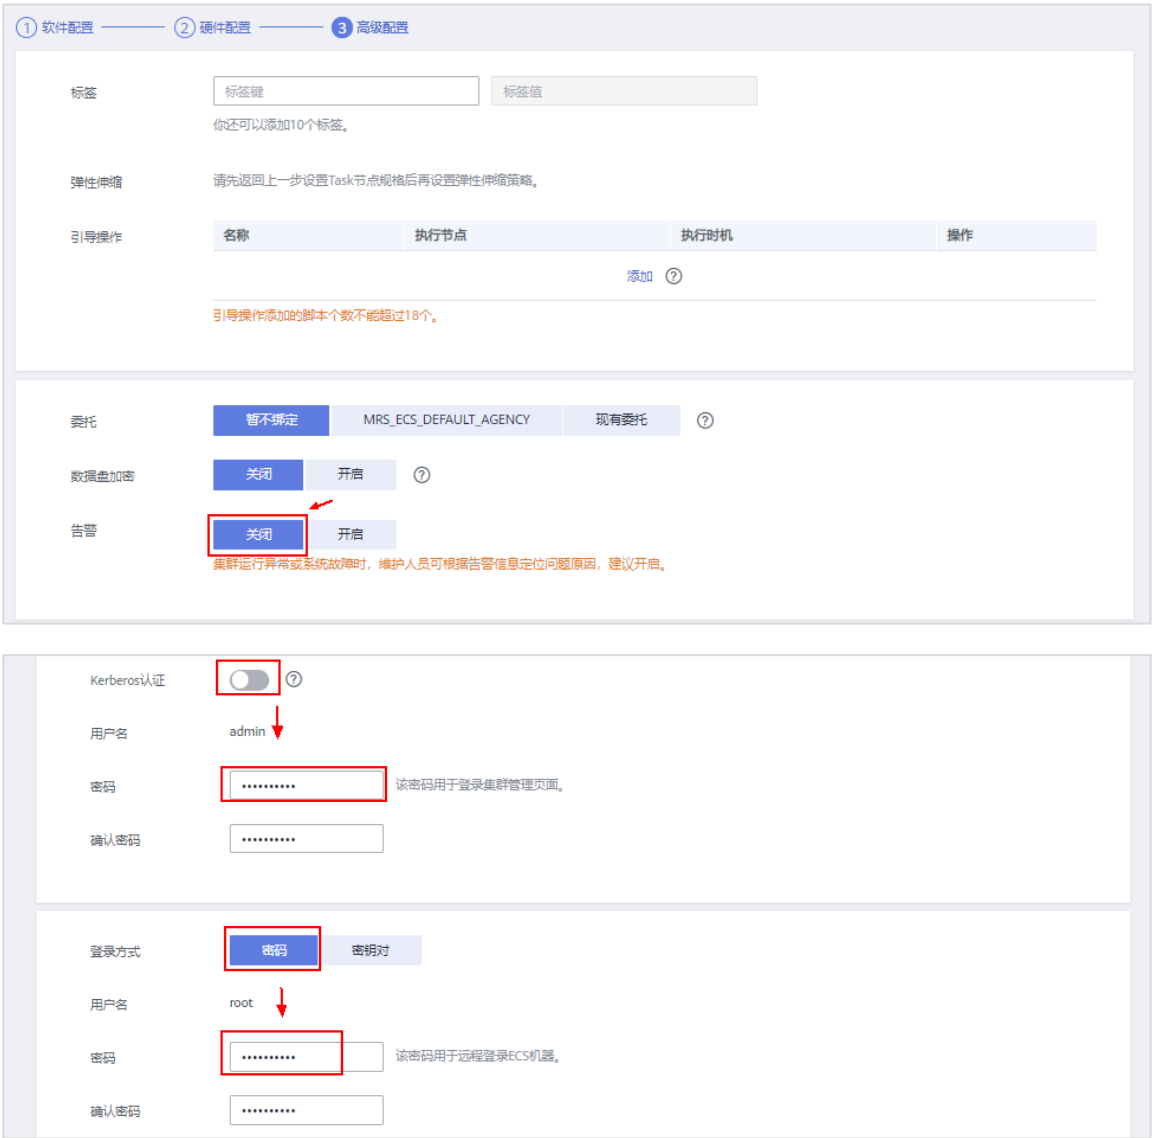 1 软件配置 2 硬件配置 3 高级配置
标签 标签键 标签值
你还可以添加10个标签。
弹性伸缩 请先返回上一步设置Task节点规格后再设置弹性伸缩策略。
引导操作 名称 执行节点 执行时机 操作
添加 ?
引导操作添加的脚本个数不能超过18个。
委托 暂不绑定 MRS_ECS_DEFAULT_AGENCY 现有委托 ?
数据盘加密 关闭 开启 ?
告警 关闭 开启
集群运行异常或系统故障时，维护人员可根据告警信息定位问题原因，建议开启。
Kerberos认证 ?
用户名 admin
密码 •••••••••• 该密码用于登录集群管理页面。
确认密码 ••••••••••
登录方式 密码 密钥对
用户名 root
密码 •••••••••• 该密码用于远程登录ECS机器。
确认密码 ••••••••••